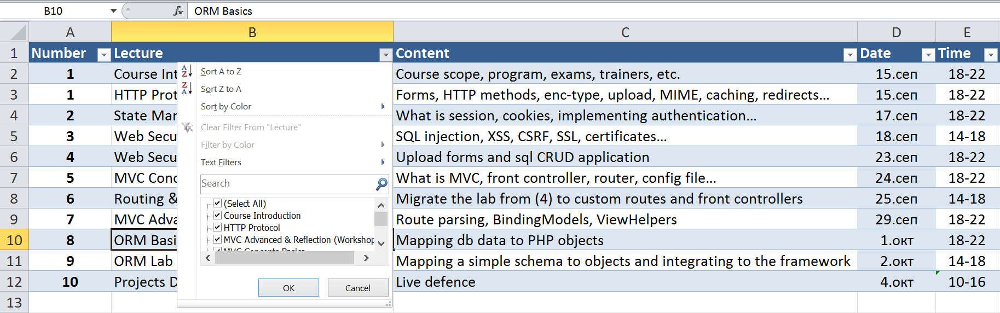 B10 fx ORM Basics
A B C D E
1 Number Lecture Content Date Time
2 1 Course Int Course scope, program, exams, trainers, etc. 15.сеп 18-22
3 1 HTTP Prot Forms, HTTP methods, enc-type, upload, MIME, caching, redirects... 15.сеп 18-22
4 2 State Man What is session, cookies, implementing authentication... 17.сеп 18-22
5 3 Web Secu SQL injection, XSS, CSRF, SSL, certificates... 18.сеп 14-18
6 4 Web Secu Upload forms and sql CRUD application 23.сеп 18-22
7 5 MVC Conc What is MVC, front controller, router, config file... 24.сеп 18-22
8 6 Routing & Migrate the lab from (4) to custom routes and front controllers 25.сеп 14-18
9 7 MVC Adva Route parsing, BindingModels, ViewHelpers 29.сеп 18-22
10 8 ORM Basi Mapping db data to PHP objects 1.окт 18-22
11 9 ORM Lab Mapping a simple schema to objects and integrating to the framework 2.окт 14-18
12 10 Projects D Live defence 4.окт 10-16
13
Sort A to Z
Sort Z to A
Sort by Color
Clear Filter From "Lecture"
Filter by Color
Text Filters
Search
(Select All)
Course Introduction
HTTP Protocol
MVC Advanced & Reflection (Workshop
MVC Concepts Basics
OK Cancel